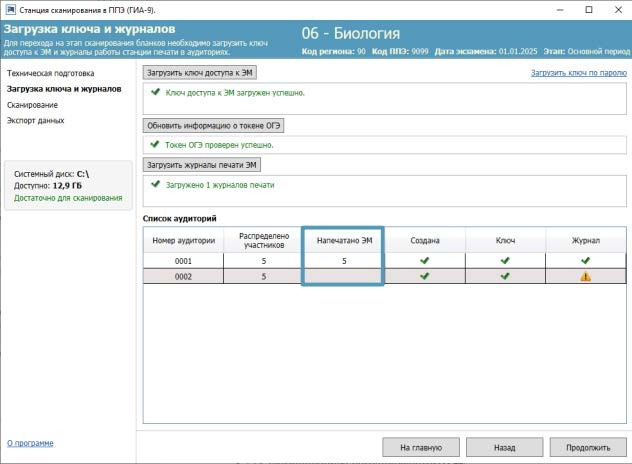 Станция сканирования в ППЭ (ГИА-9).
Загрузка ключа и журналов
Для перехода на этап сканирования бланков необходимо загрузить ключ
доступа к ЭМ и журналы работы станции печати в аудиториях.
06 - Биология
Код региона: 90 Код ППЭ: 9099 Дата экзамена: 01.01.2025 Этап: Основной период
Техническая подготовка
Загрузка ключа и журналов
Сканирование
Экспорт данных
Системный диск: C:\
Доступно: 12,9 ГБ
Достаточно для сканирования
О программе
Загрузить ключ доступа к ЭМ
Загрузить ключ по паролю
Ключ доступа к ЭМ загружен успешно.
Обновить информацию о токене ОГЭ
Токен ОГЭ проверен успешно.
Загрузить журналы печати ЭМ
Загружено 1 журналов печати
Список аудиторий
Номер аудитории Распределено участников Напечатано ЭМ Создана Ключ Журнал
0001 5 5
0002 5
На главную Назад Продолжить